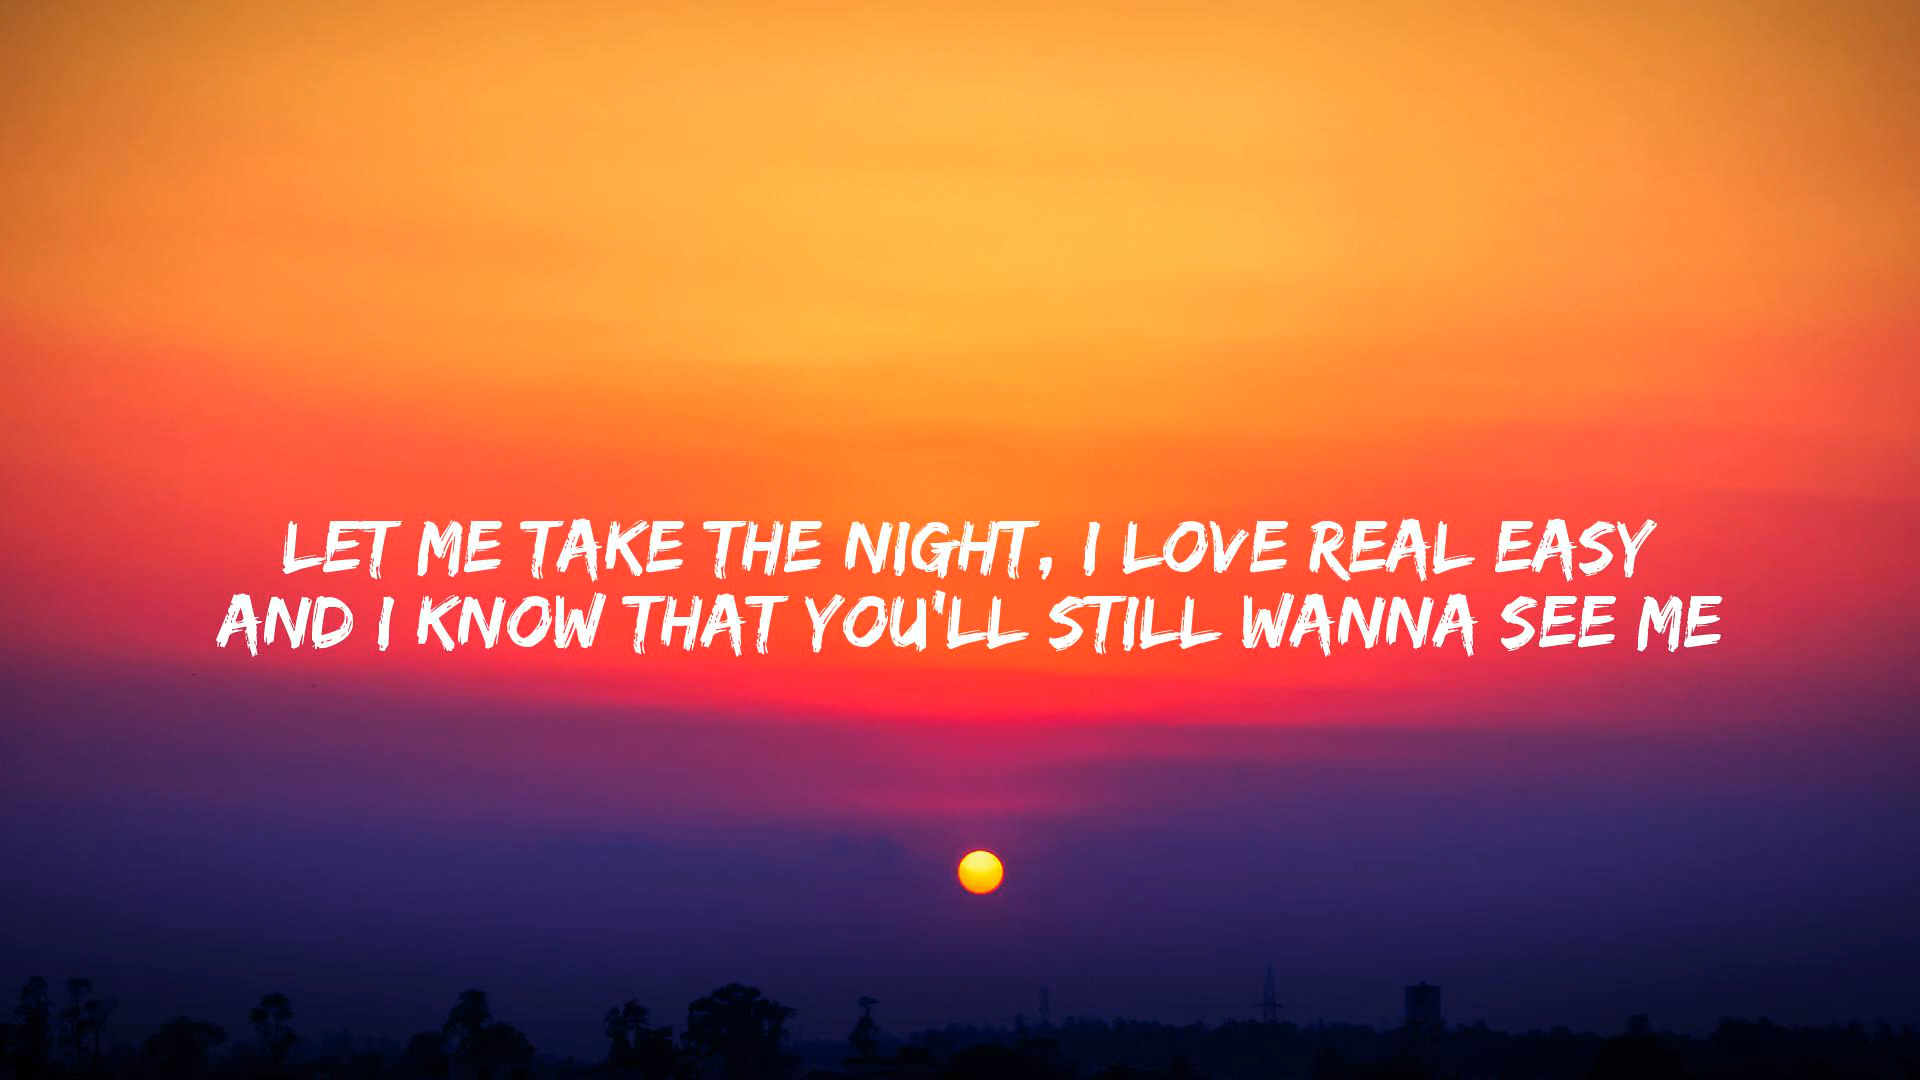 LET ME TAKE THE NIGHT, I LOVE REAL EASY
AND I KNOW THAT YOU'LL STILL WANNA SEE ME